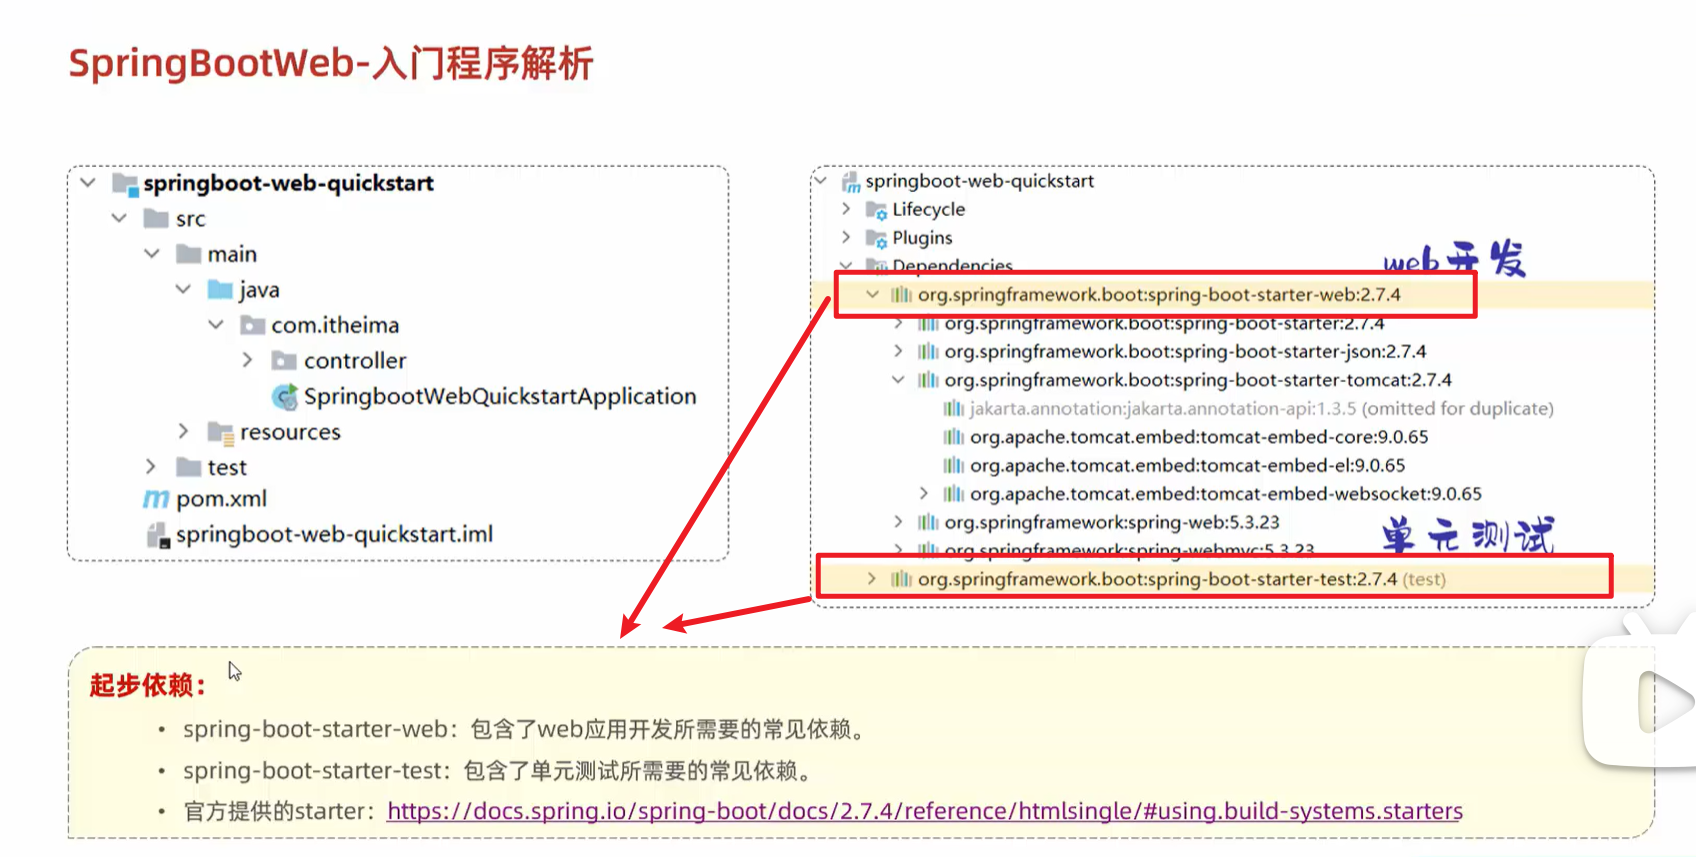 SpringBootWeb-入门程序解析
springboot-web-quickstart
src
main
java
com.itheima
controller
SpringbootWebQuickstartApplication
resources
test
pom.xml
springboot-web-quickstart.iml
springboot-web-quickstart
Lifecycle
Plugins
Dependencies
web开发
org.springframework.boot:spring-boot-starter-web:2.7.4
org.springframework.boot:spring-boot-starter:2.7.4
org.springframework.boot:spring-boot-starter-json:2.7.4
org.springframework.boot:spring-boot-starter-tomcat:2.7.4
jakarta.annotation:jakarta.annotation-api:1.3.5 (omitted for duplicate)
org.apache.tomcat.embed:tomcat-embed-core:9.0.65
org.apache.tomcat.embed:tomcat-embed-el:9.0.65
org.apache.tomcat.embed:tomcat-embed-websocket:9.0.65
org.springframework:spring-web:5.3.23
单元测试
org.springframework:spring-webmvc:5.3.23
org.springframework.boot:spring-boot-starter-test:2.7.4 (test)
起步依赖：
• spring-boot-starter-web：包含了web应用开发所需要的常见依赖。
• spring-boot-starter-test：包含了单元测试所需要的常见依赖。
• 官方提供的starter：https://docs.spring.io/spring-boot/docs/2.7.4/reference/htmlsingle/#using.build-systems.starters